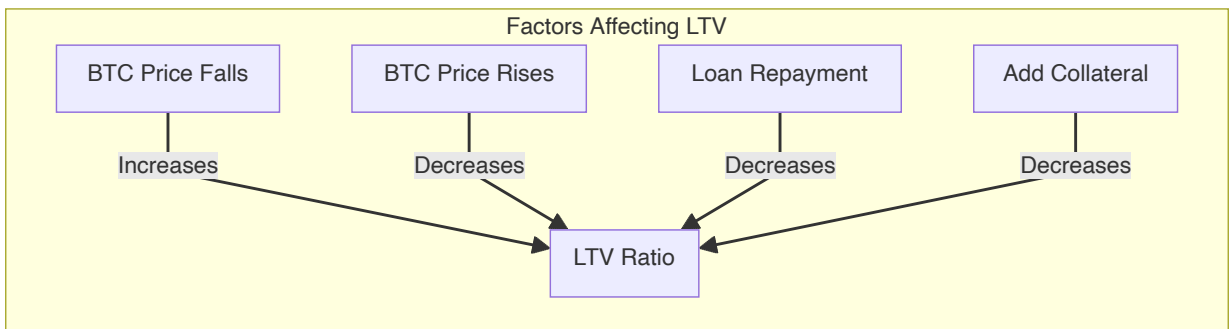 Factors Affecting LTV
BTC Price Falls
BTC Price Rises
Loan Repayment
Add Collateral
Increases
Decreases
Decreases
Decreases
LTV Ratio